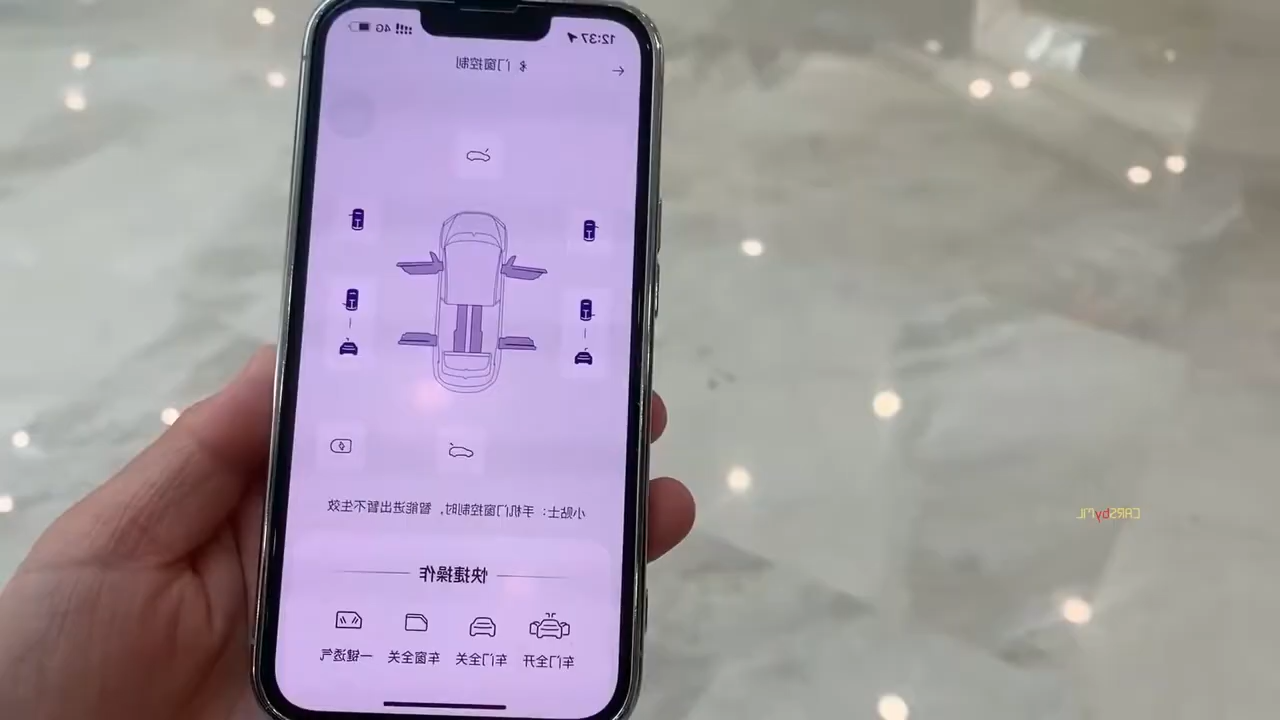 12:37 4G
门窗控制
小贴士：手机门窗控制时，智能进出暂不生效
快捷操作
车门全开 车门全关 车窗全关 一键透气
CARSbyMJL